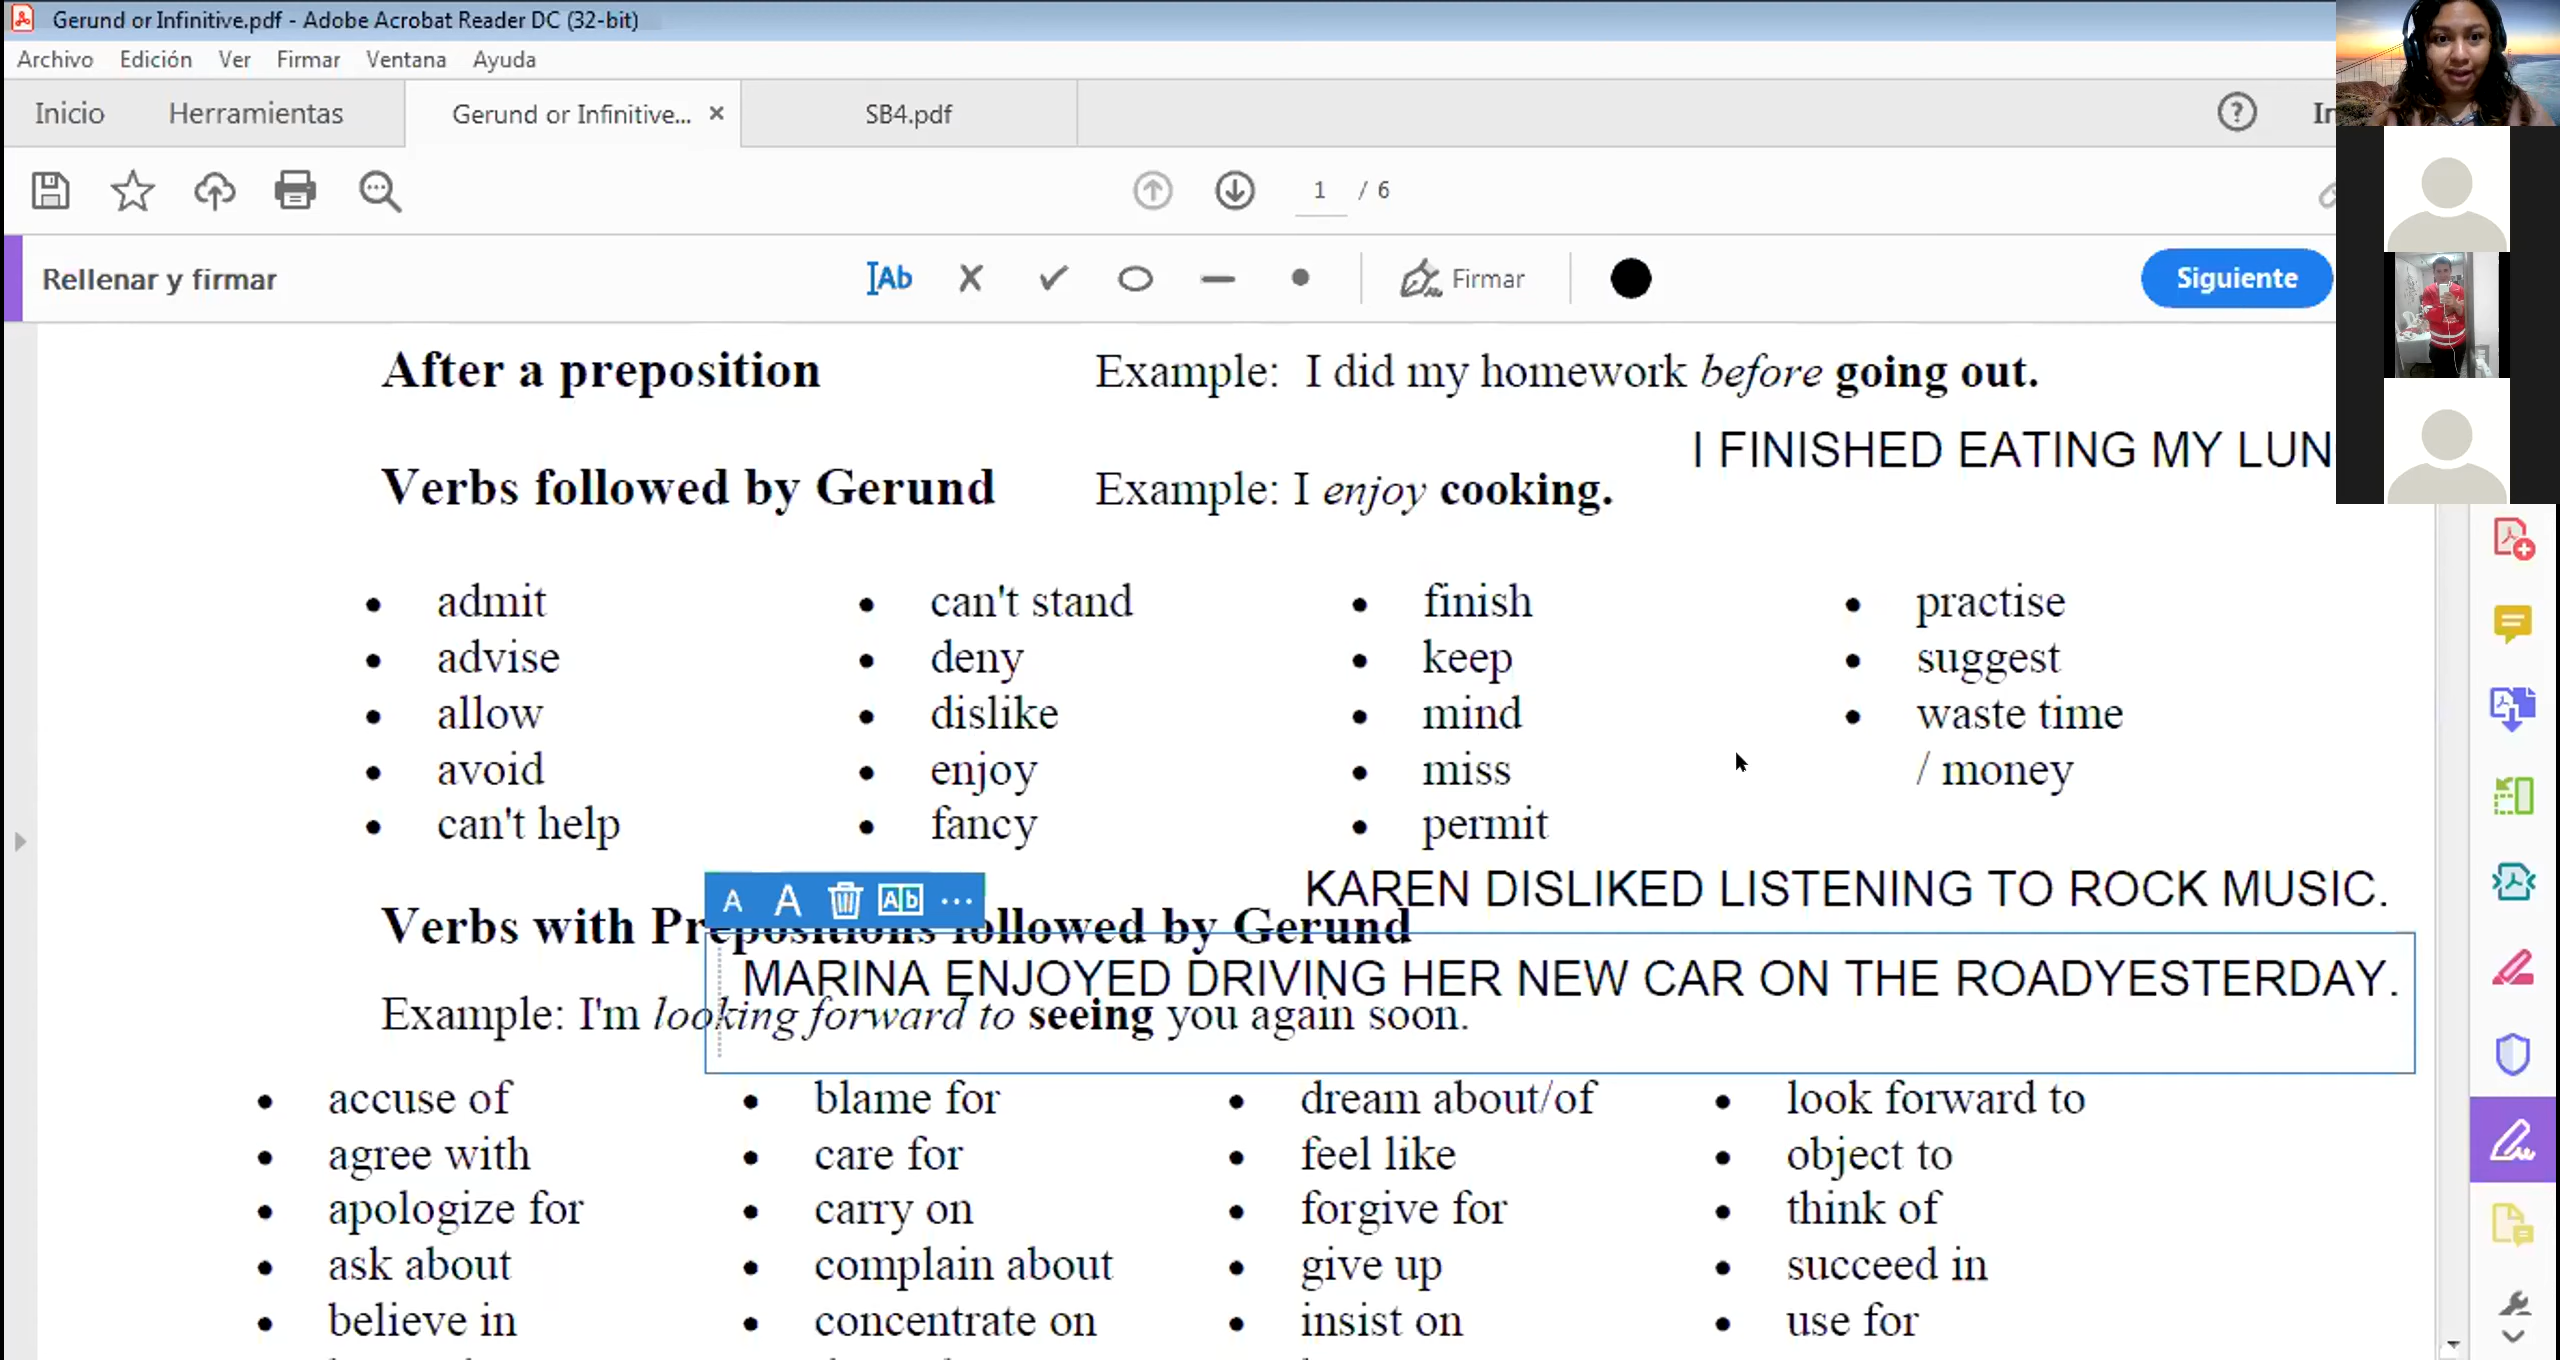 Gerund or Infinitive.pdf - Adobe Acrobat Reader DC (32-bit)
Archivo Edición Ver Firmar Ventana Ayuda
Inicio Herramientas Gerund or Infinitive... × SB4.pdf
1 / 6
Rellenar y firmar Ab Firmar Siguiente
After a preposition Example: I did my homework before going out.
I FINISHED EATING MY LUN
Verbs followed by Gerund Example: I enjoy cooking.
• admit • can't stand • finish • practise
• advise • deny • keep • suggest
• allow • dislike • mind • waste time
• avoid • enjoy • miss / money
• can't help • fancy • permit
KAREN DISLIKED LISTENING TO ROCK MUSIC.
A A Ab ...
Verbs with Prepositions followed by Gerund
MARINA ENJOYED DRIVING HER NEW CAR ON THE ROADYESTERDAY.
Example: I'm looking forward to seeing you again soon.
• accuse of • blame for • dream about/of • look forward to
• agree with • care for • feel like • object to
• apologize for • carry on • forgive for • think of
• ask about • complain about • give up • succeed in
• believe in • concentrate on • insist on • use for